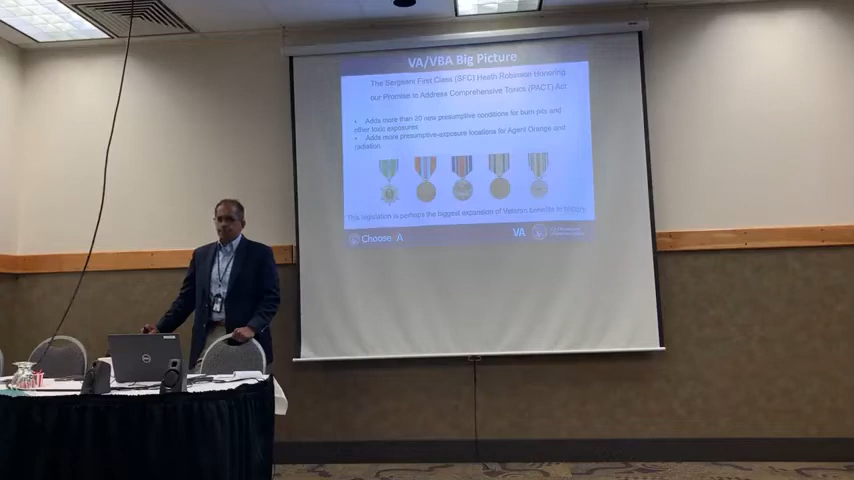 VA/VBA Big Picture
The Sergeant First Class (SFC) Heath Robinson Honoring
our Promise to Address Comprehensive Toxics (PACT) Act
• Adds more than 20 new presumptive conditions for burn pits and
other toxic exposures
• Adds more presumptive-exposure locations for Agent Orange and
radiation
This legislation is perhaps the biggest expansion of Veteran benefits in history.
Choose VA
VA
DELL